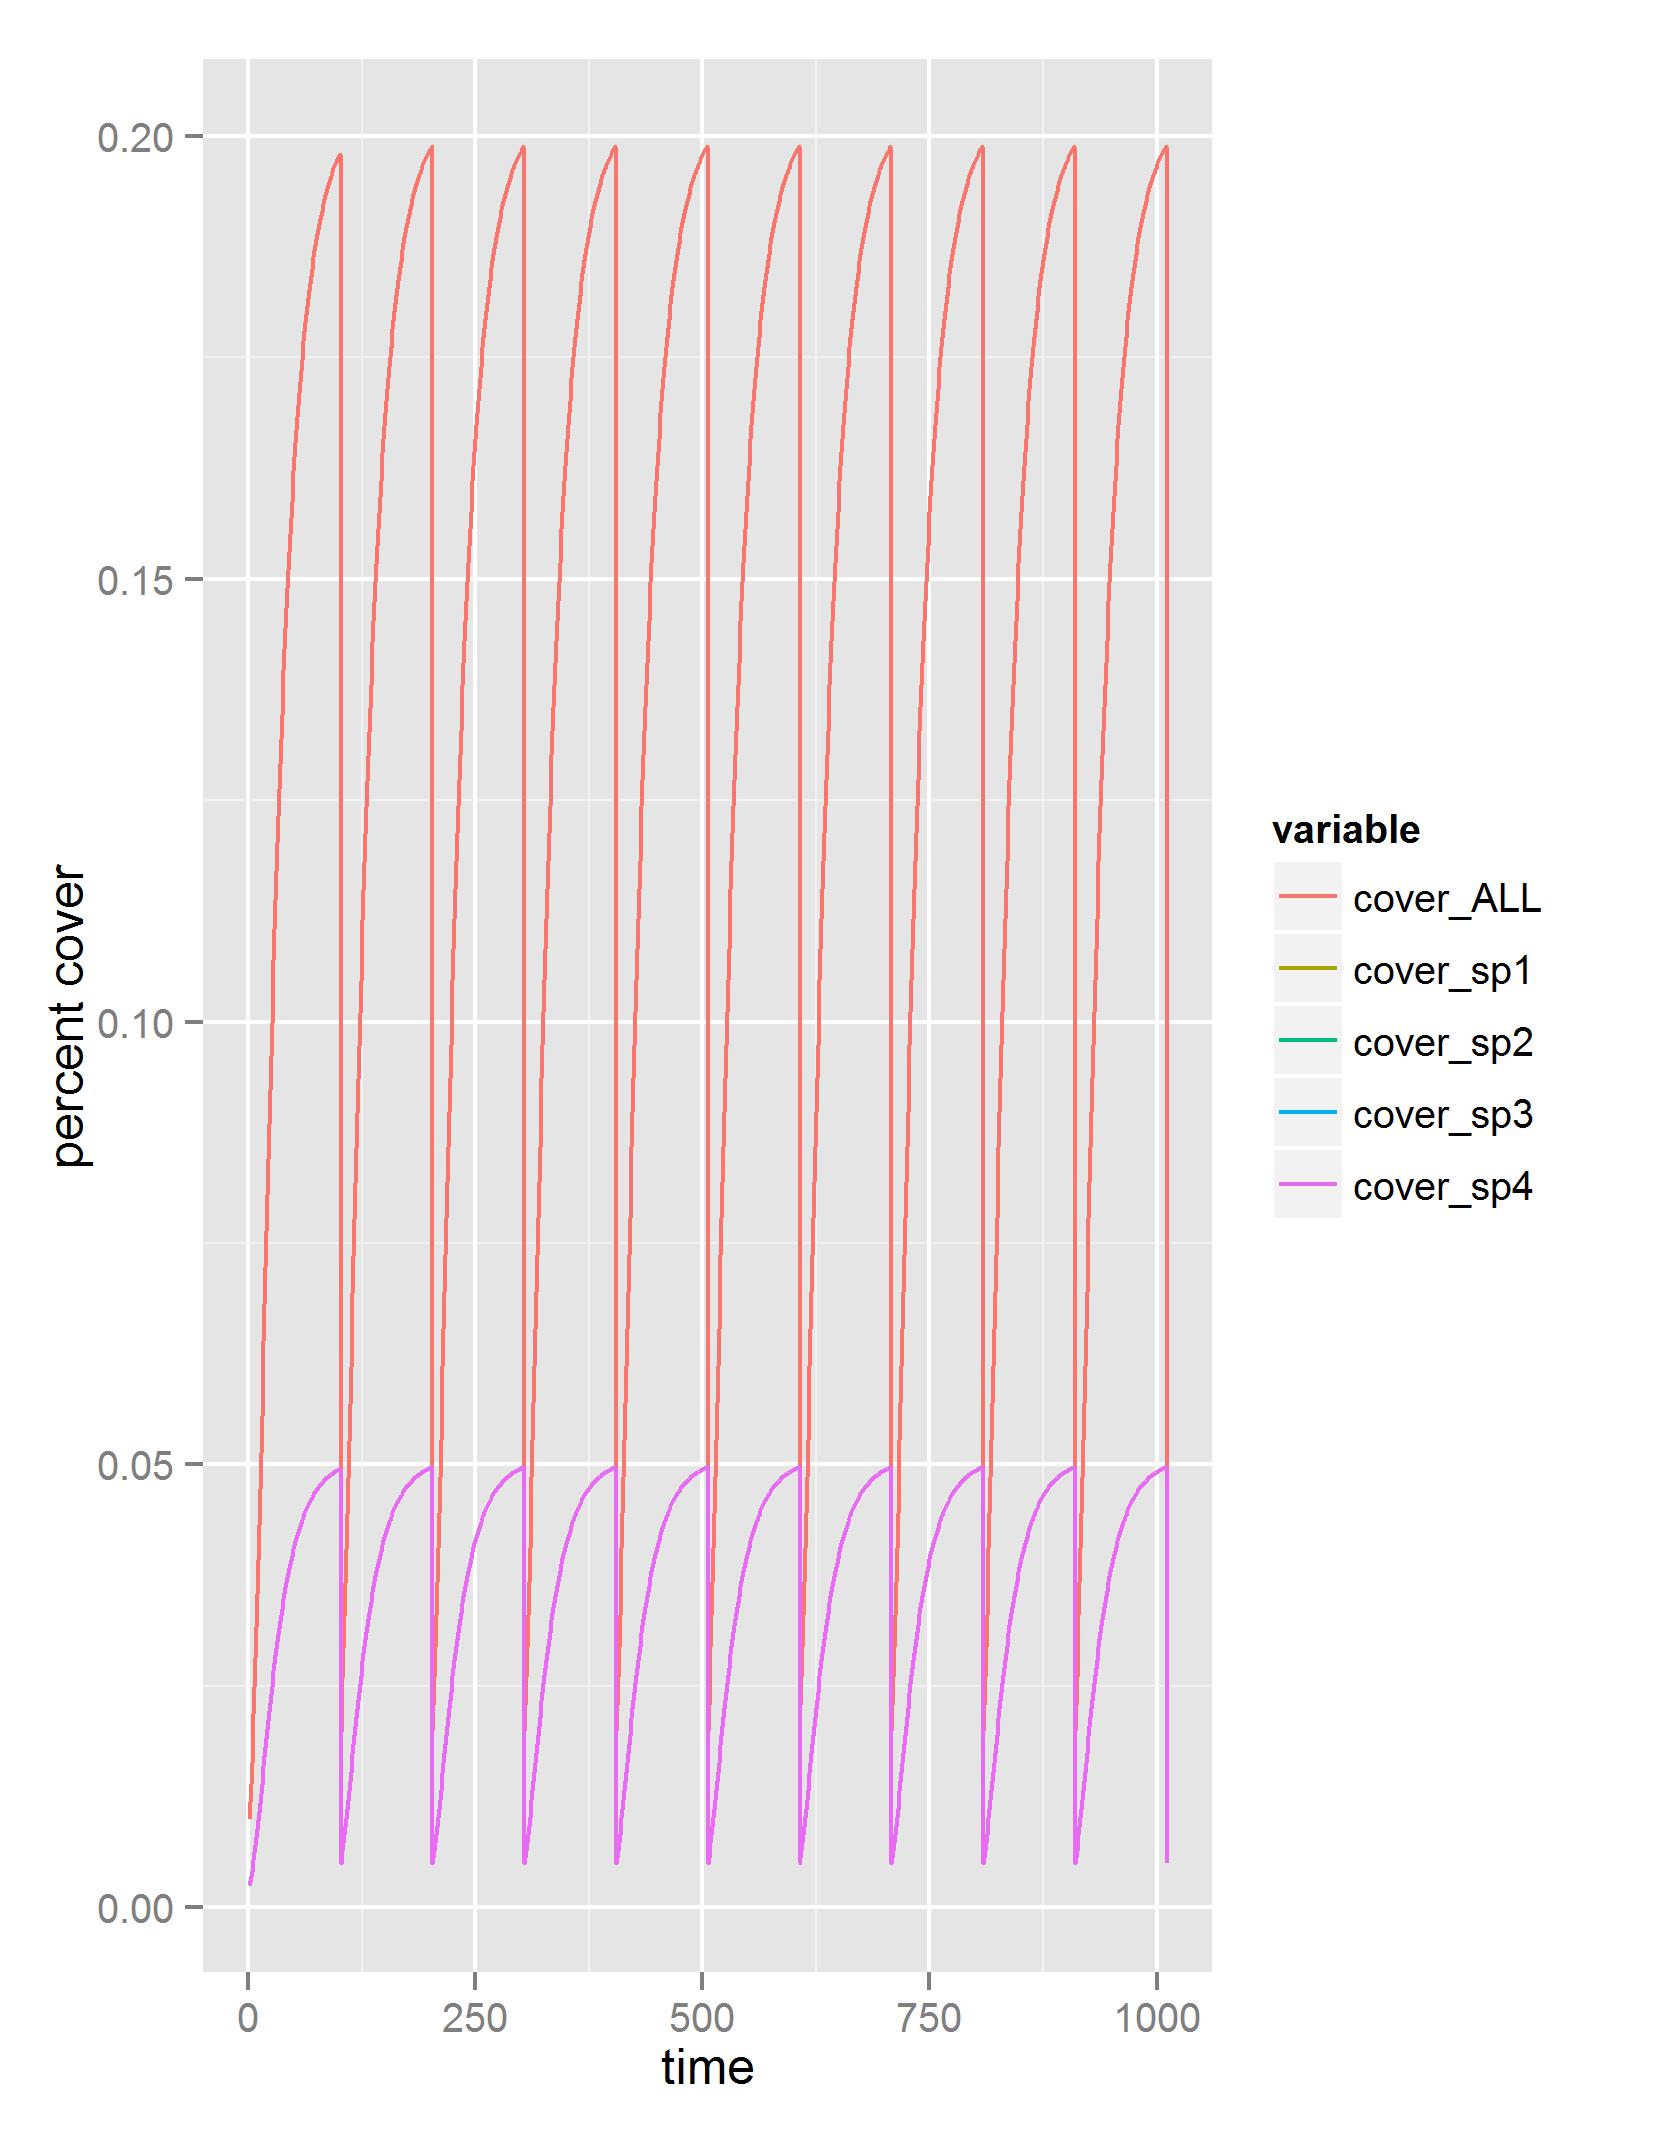 percent cover
0.20
0.15
0.10
0.05
0.00
0 250 500 750 1000
time
variable
cover_ALL
cover_sp1
cover_sp2
cover_sp3
cover_sp4